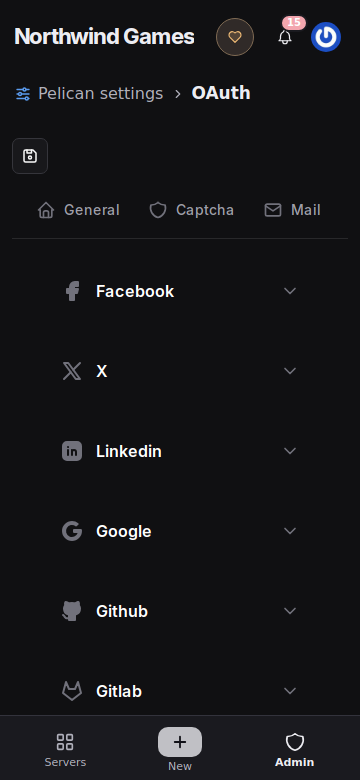 Northwind Games
15
Pelican settings > OAuth
General Captcha Mail
Facebook
X
Linkedin
Google
Github
Gitlab
Servers New Admin